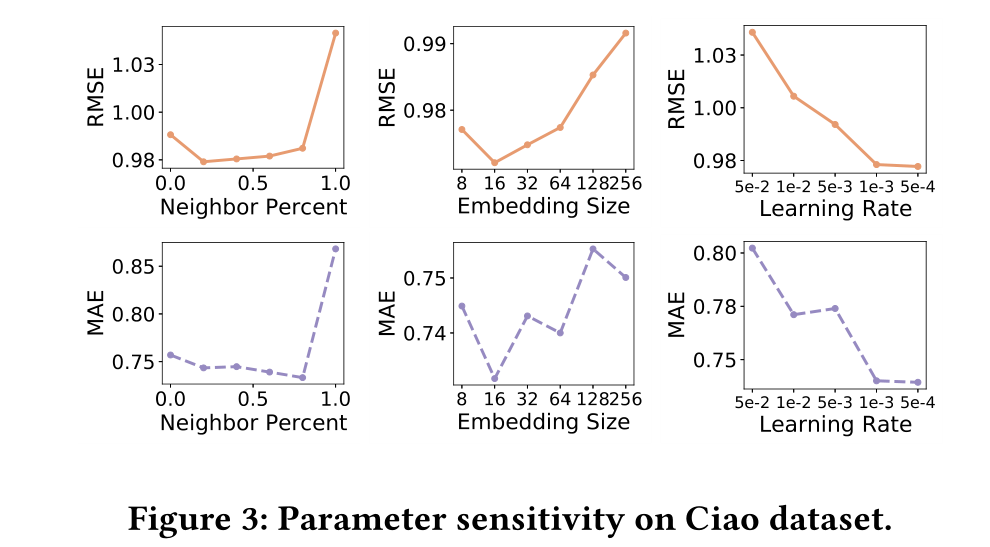 RMSE
1.03
1.00
0.98
0.0 0.5 1.0
Neighbor Percent
RMSE
0.99
0.98
8 16 32 64 128 256
Embedding Size
RMSE
1.03
1.00
0.98
5e-2 1e-2 5e-3 1e-3 5e-4
Learning Rate
MAE
0.85
0.80
0.75
0.0 0.5 1.0
Neighbor Percent
MAE
0.75
0.74
8 16 32 64 128 256
Embedding Size
MAE
0.80
0.78
0.75
5e-2 1e-2 5e-3 1e-3 5e-4
Learning Rate
Figure 3: Parameter sensitivity on Ciao dataset.